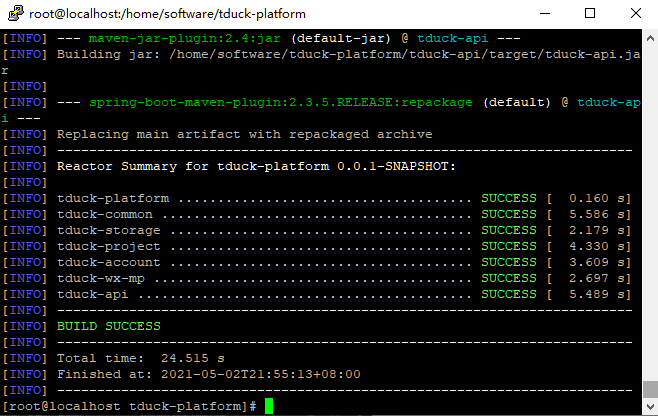 root@localhost:/home/software/tduck-platform
[INFO] --- maven-jar-plugin:2.4:jar (default-jar) @ tduck-api ---
[INFO] Building jar: /home/software/tduck-platform/tduck-api/target/tduck-api.ja
r
[INFO]
[INFO] --- spring-boot-maven-plugin:2.3.5.RELEASE:repackage (default) @ tduck-ap
i ---
[INFO] Replacing main artifact with repackaged archive
[INFO] ------------------------------------------------------------------------
[INFO] Reactor Summary for tduck-platform 0.0.1-SNAPSHOT:
[INFO]
[INFO] tduck-platform ..................................... SUCCESS [  0.160 s]
[INFO] tduck-common ....................................... SUCCESS [  5.586 s]
[INFO] tduck-storage ...................................... SUCCESS [  2.179 s]
[INFO] tduck-project ...................................... SUCCESS [  4.330 s]
[INFO] tduck-account ...................................... SUCCESS [  3.609 s]
[INFO] tduck-wx-mp ........................................ SUCCESS [  2.697 s]
[INFO] tduck-api .......................................... SUCCESS [  5.489 s]
[INFO] ------------------------------------------------------------------------
[INFO] BUILD SUCCESS
[INFO] ------------------------------------------------------------------------
[INFO] Total time:  24.515 s
[INFO] Finished at: 2021-05-02T21:55:13+08:00
[INFO] ------------------------------------------------------------------------
[root@localhost tduck-platform]#